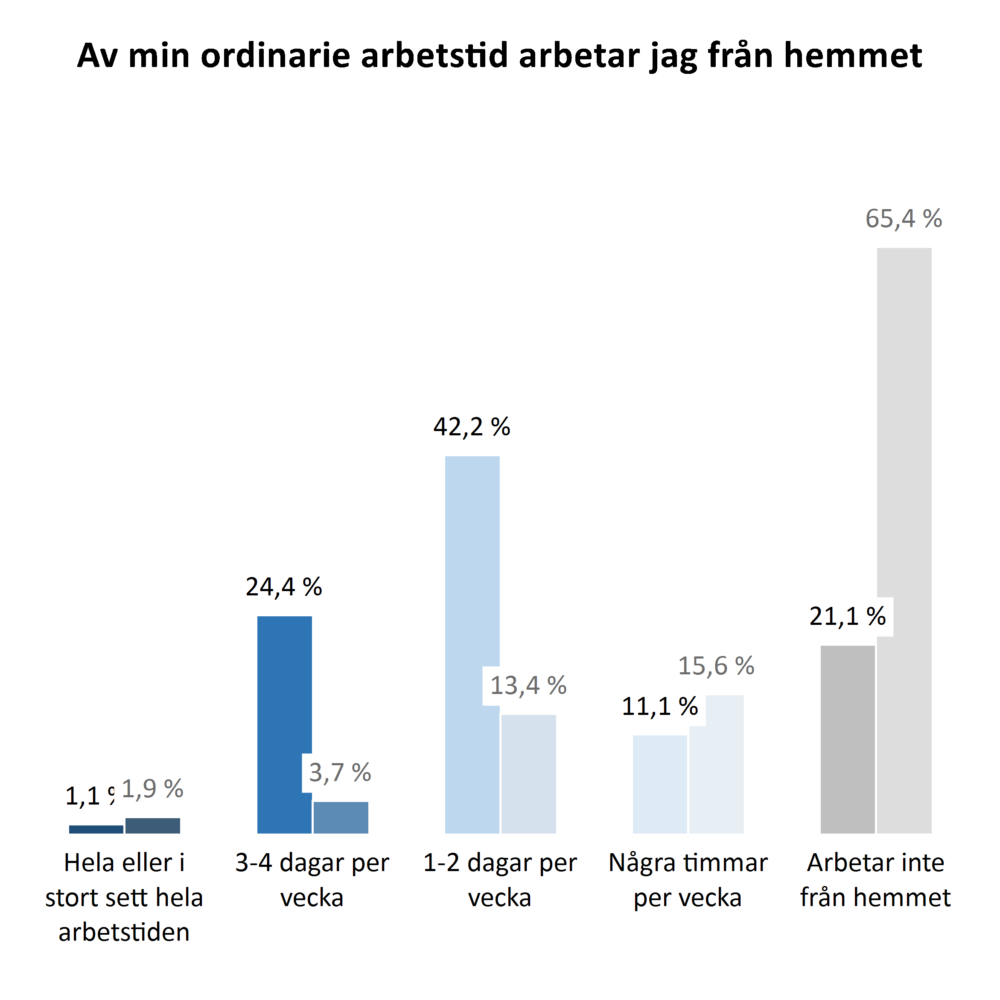 Av min ordinarie arbetstid arbetar jag från hemmet
65,4 %
42,2 %
24,4 %
21,1 %
15,6 %
13,4 %
11,1 %
3,7 %
1,9 %
1,1 %
Hela eller i
stort sett hela
arbetstiden
3-4 dagar per
vecka
1-2 dagar per
vecka
Några timmar
per vecka
Arbetar inte
från hemmet